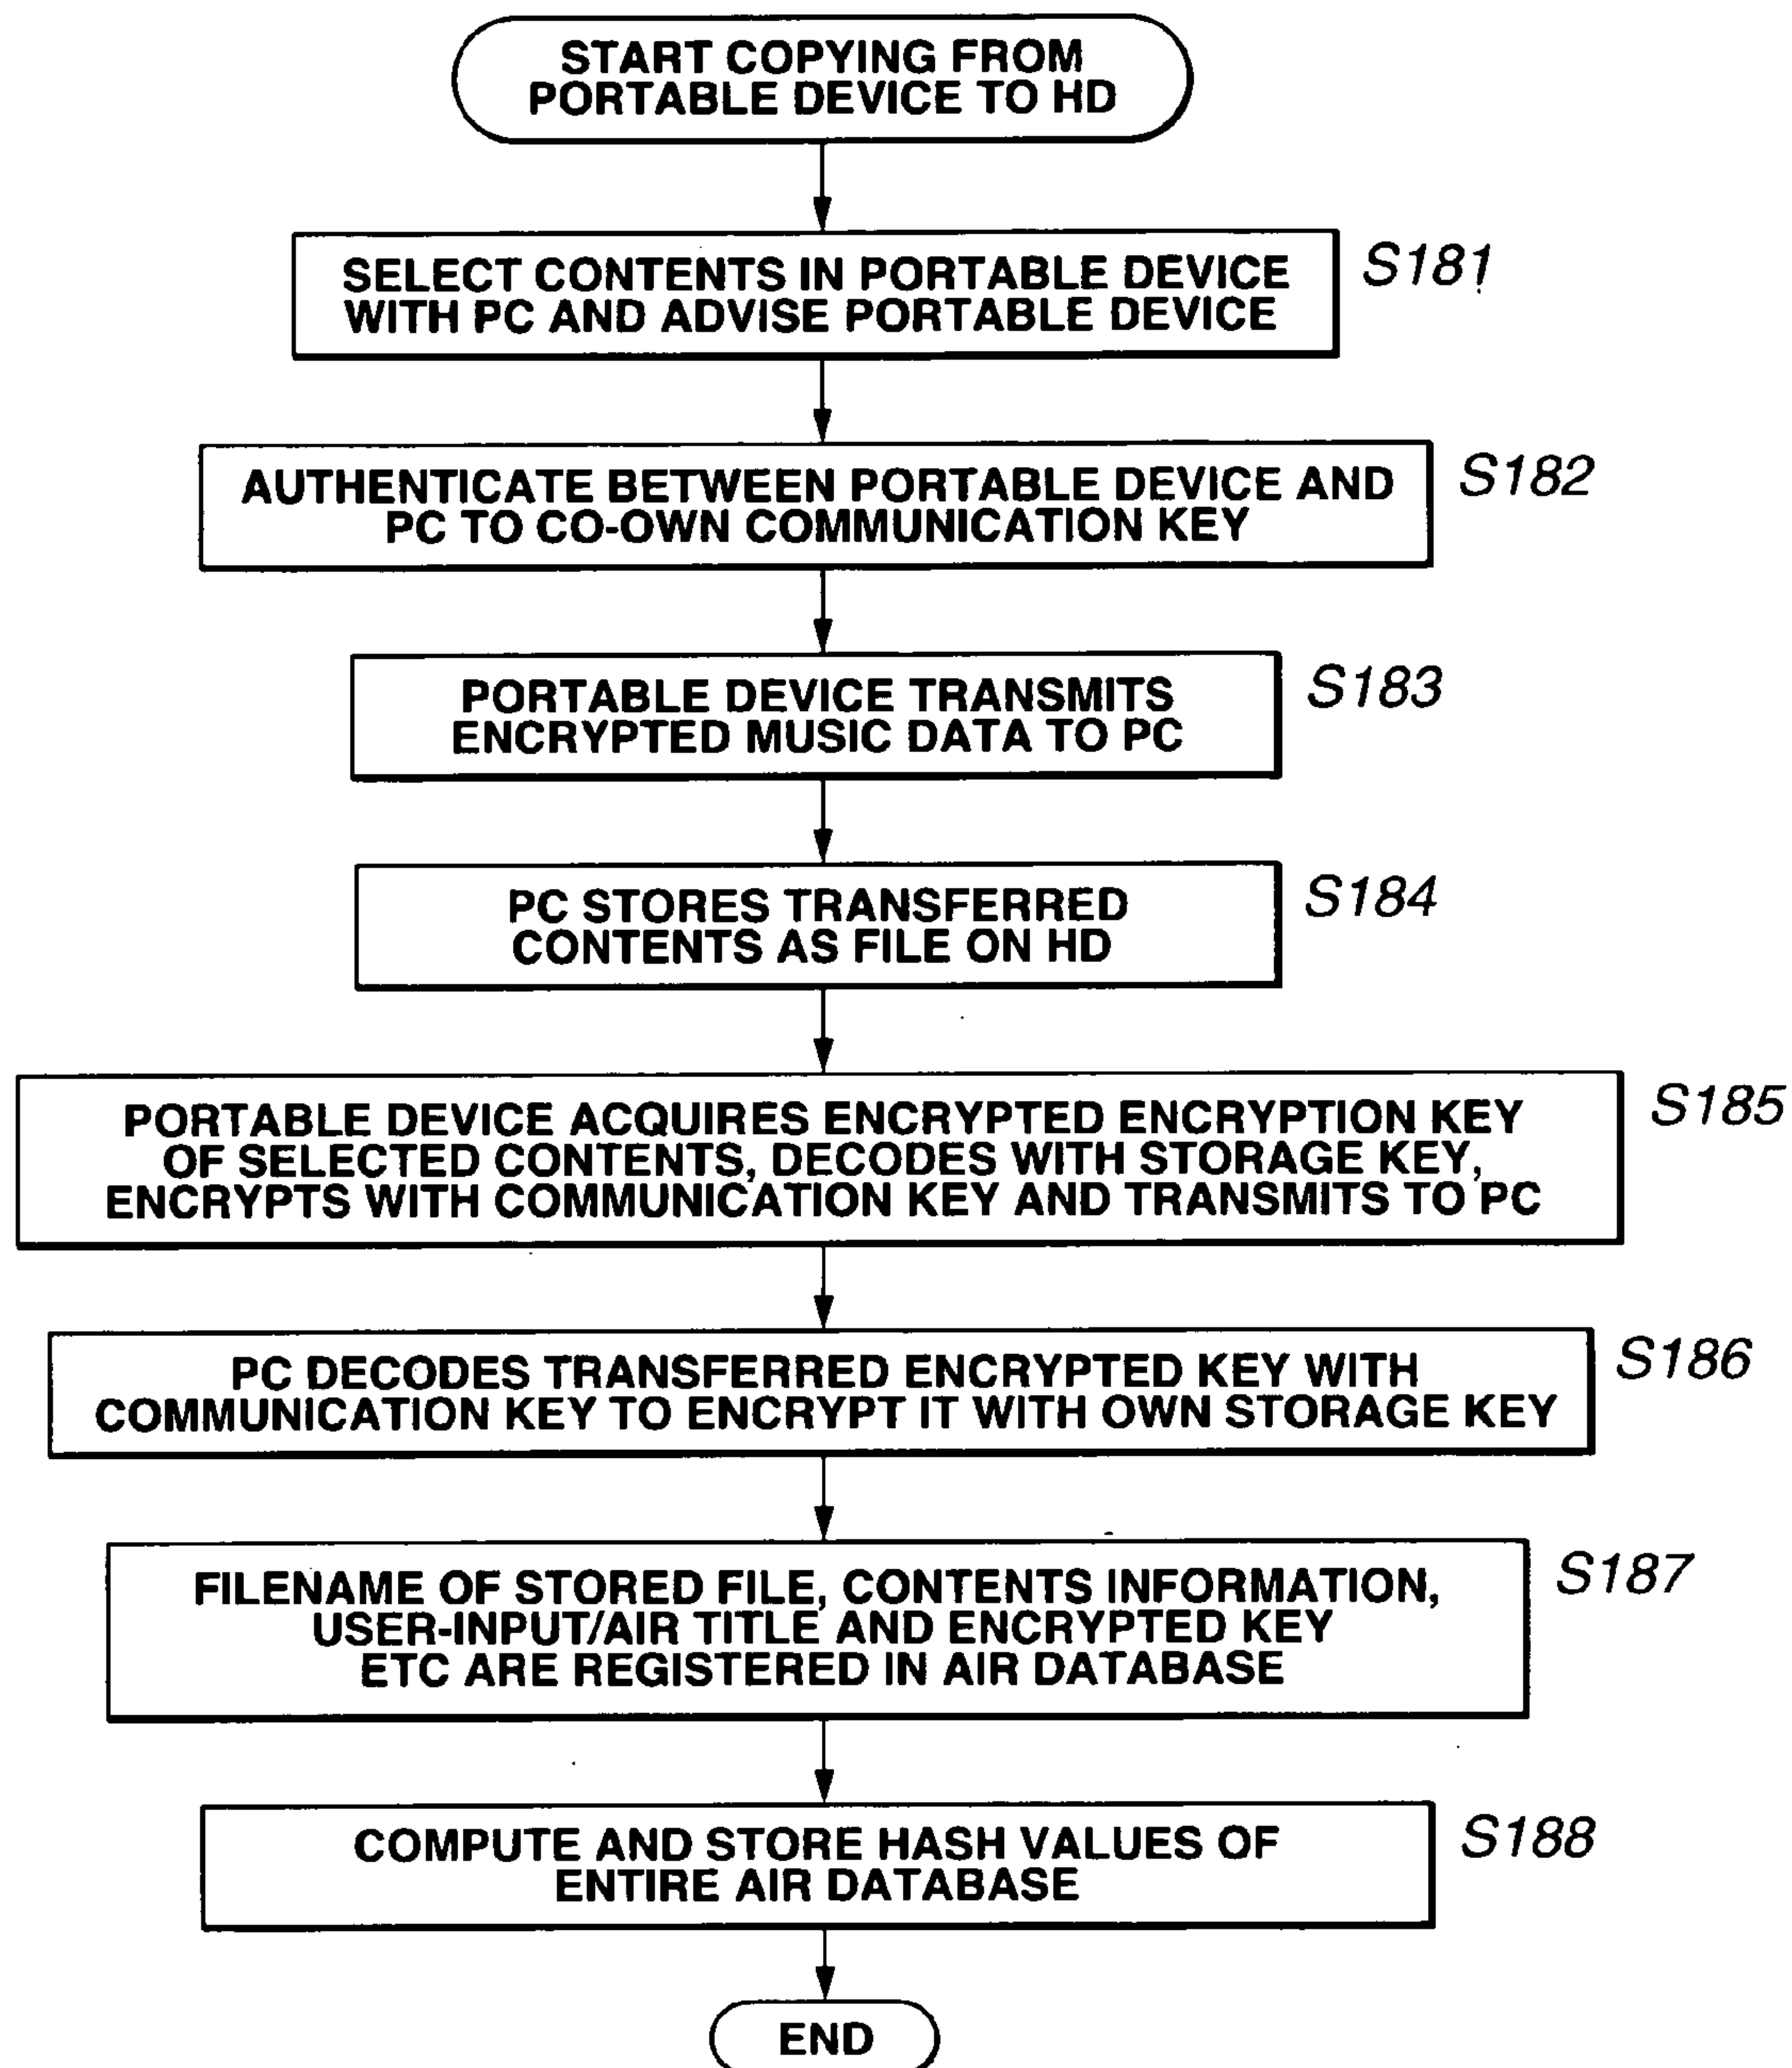 START COPYING FROM
PORTABLE DEVICE TO HD
SELECT CONTENTS IN PORTABLE DEVICE
WITH PC AND ADVISE PORTABLE DEVICE
S181
AUTHENTICATE BETWEEN PORTABLE DEVICE AND
PC TO CO-OWN COMMUNICATION KEY
S182
PORTABLE DEVICE TRANSMITS
ENCRYPTED MUSIC DATA TO PC
S183
PC STORES TRANSFERRED
CONTENTS AS FILE ON HD
S184
PORTABLE DEVICE ACQUIRES ENCRYPTED ENCRYPTION KEY
OF SELECTED CONTENTS, DECODES WITH STORAGE KEY,
ENCRYPTS WITH COMMUNICATION KEY AND TRANSMITS TO PC
S185
PC DECODES TRANSFERRED ENCRYPTED KEY WITH
COMMUNICATION KEY TO ENCRYPT IT WITH OWN STORAGE KEY
S186
FILENAME OF STORED FILE, CONTENTS INFORMATION,
USER-INPUT/AIR TITLE AND ENCRYPTED KEY
ETC ARE REGISTERED IN AIR DATABASE
S187
COMPUTE AND STORE HASH VALUES OF
ENTIRE AIR DATABASE
S188
END